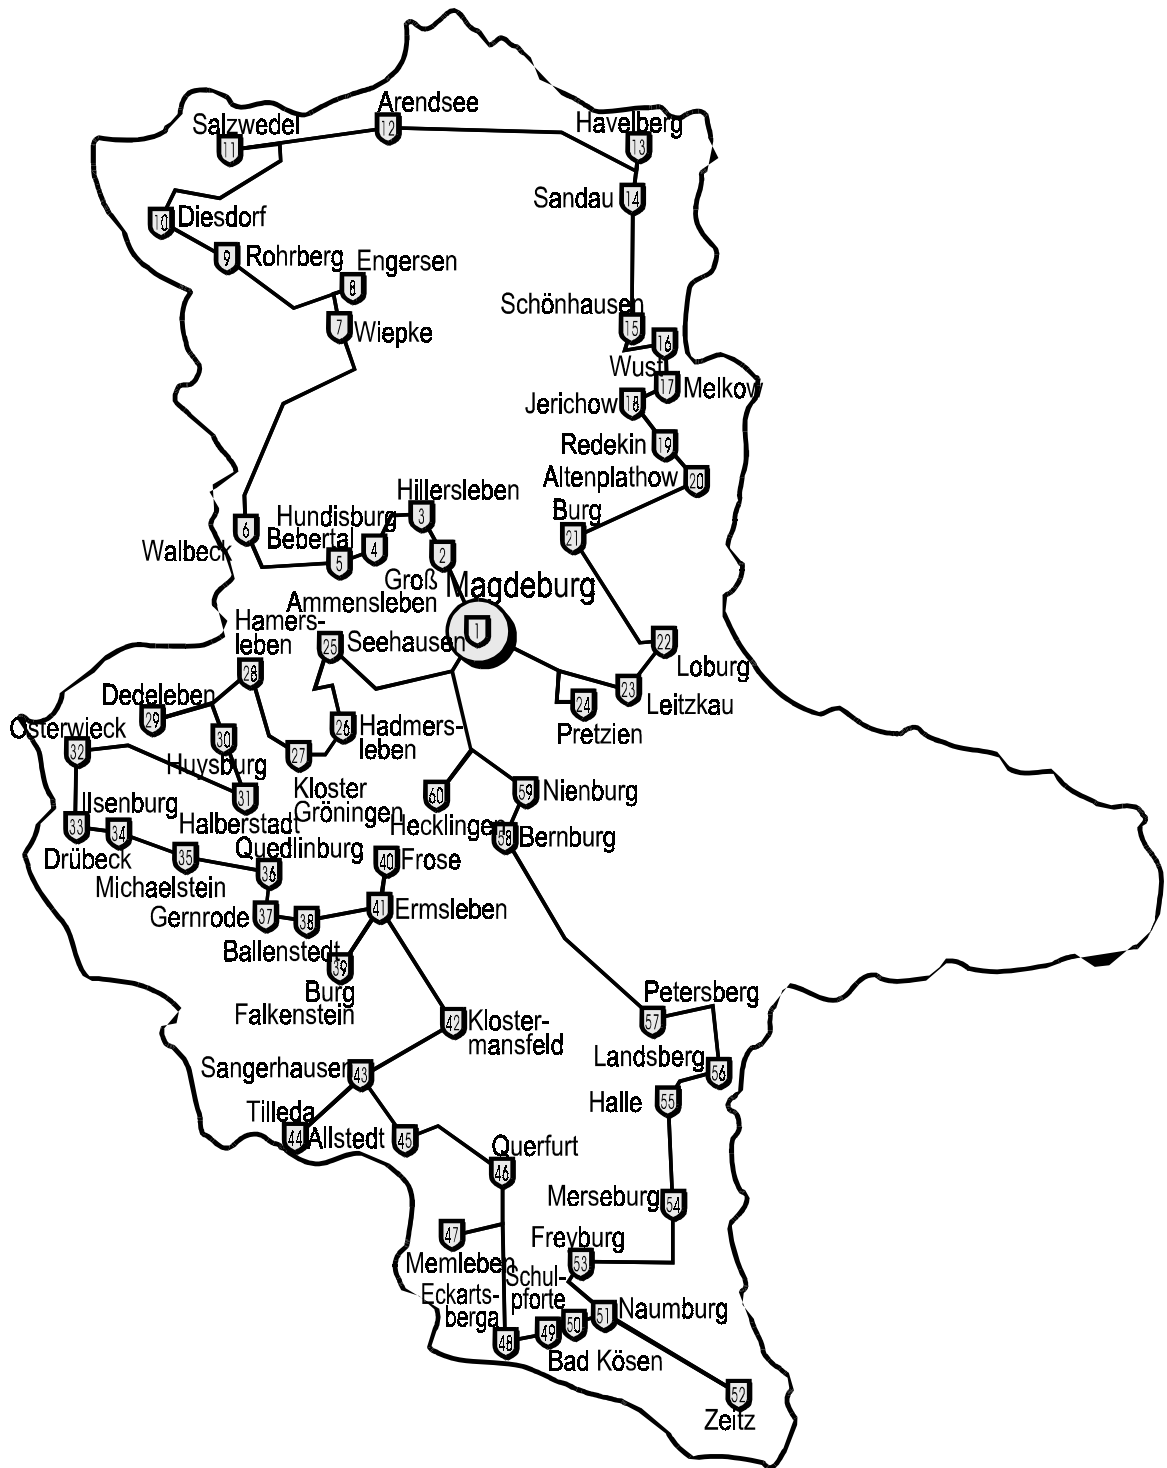 Arendsee
12
Salzwedel
11
Havelberg
13
Sandau
14
Diesdorf
10
Rohrberg
9
Engersen
8
Wiepke
7
Schönhausen
15
16
Wust
17
Melkow
Jerichow
18
Redekin
19
Altenplathow
20
Hillersleben
3
Burg
21
Hundisburg
4
Bebertal
5
6
Walbeck
2
Groß
Ammensleben
Magdeburg
1
Hamers-
leben
28
25
Seehausen
22
Loburg
23
Leitzkau
24
Pretzien
Dedeleben
29
Osterwieck
32
26
Hadmers-
leben
30
Huysburg
27
Kloster
Gröningen
31
Halberstadt
60
Hecklingen
59
Nienburg
58
Bernburg
Ilsenburg
33
34
Drübeck
35
Michaelstein
Quedlinburg
36
40
Frose
Gernrode
37
38
Ballenstedt
41
Ermsleben
39
Burg
Falkenstein
42
Kloster-
mansfeld
Petersberg
57
Landsberg
56
Halle
55
Sangerhausen
43
Tilleda
44
Allstedt
45
Querfurt
46
Merseburg
54
47
Memleben
Freyburg
53
Schul-
pforte
Eckarts-
berga
48
49
50
51
Naumburg
Bad Kösen
52
Zeitz